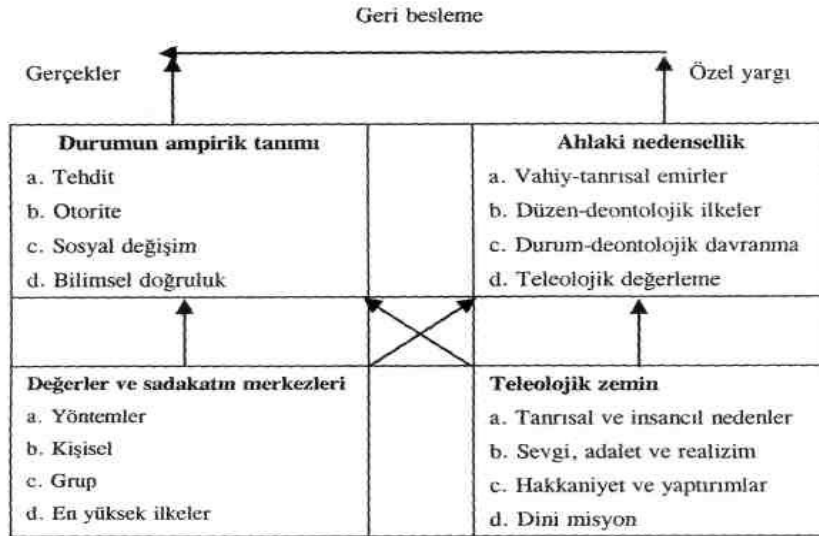 Geri besleme
Gerçekler
Özel yargı
Durumun ampirik tanımı
a. Tehdit
b. Otorite
c. Sosyal değişim
d. Bilimsel doğruluk
Ahlaki nedensellik
a. Vahiy-tanrısal emirler
b. Düzen-deontolojik ilkeler
c. Durum-deontolojik davranma
d. Teleolojik değerleme
Değerler ve sadakatın merkezleri
a. Yöntemler
b. Kişisel
c. Grup
d. En yüksek ilkeler
Teleolojik zemin
a. Tanrısal ve insancıl nedenler
b. Sevgi, adalet ve realizim
c. Hakkaniyet ve yaptırımlar
d. Dini misyon